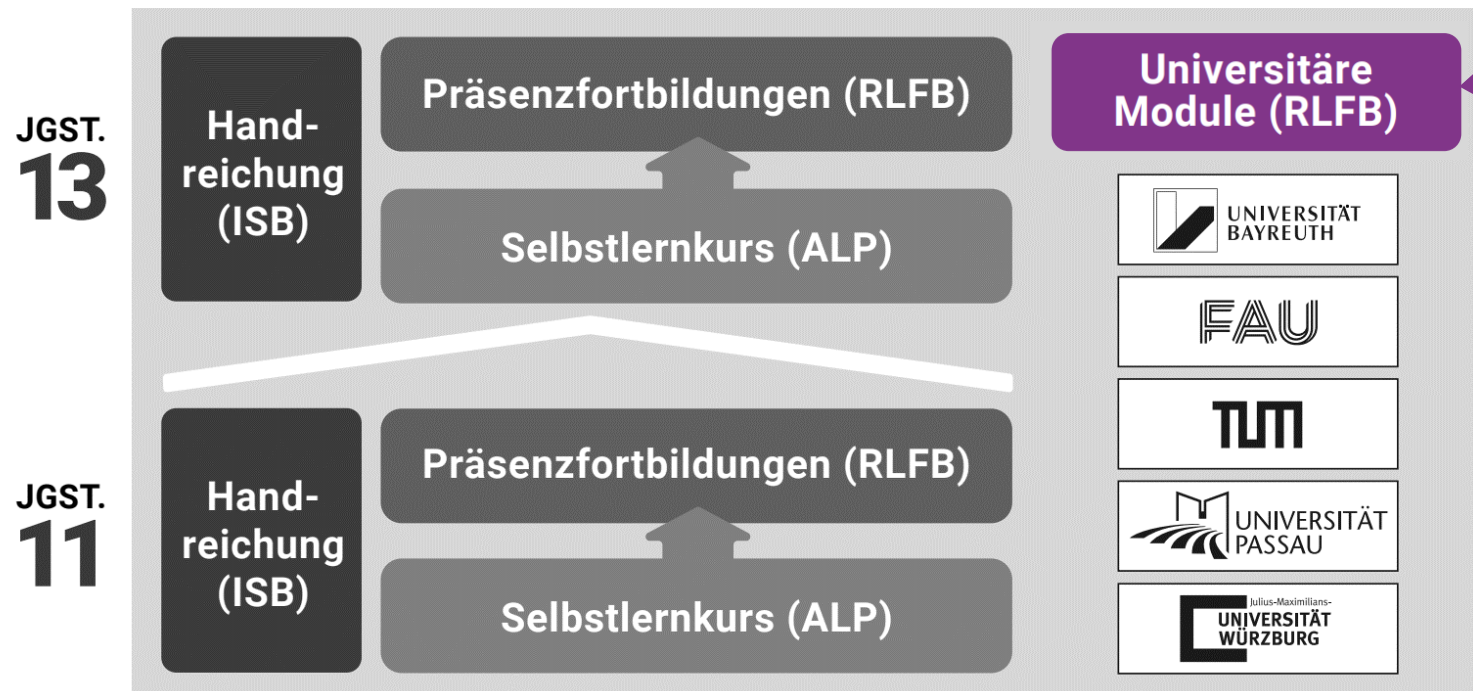 JGST.
13
Hand-
reichung
(ISB)
Präsenzfortbildungen (RLFB)
Selbstlernkurs (ALP)
JGST.
11
Hand-
reichung
(ISB)
Präsenzfortbildungen (RLFB)
Selbstlernkurs (ALP)
Universitäre
Module (RLFB)
UNIVERSITÄT
BAYREUTH
FAU
TUM
UNIVERSITÄT
PASSAU
Julius-Maximilians-
UNIVERSITÄT
WÜRZBURG